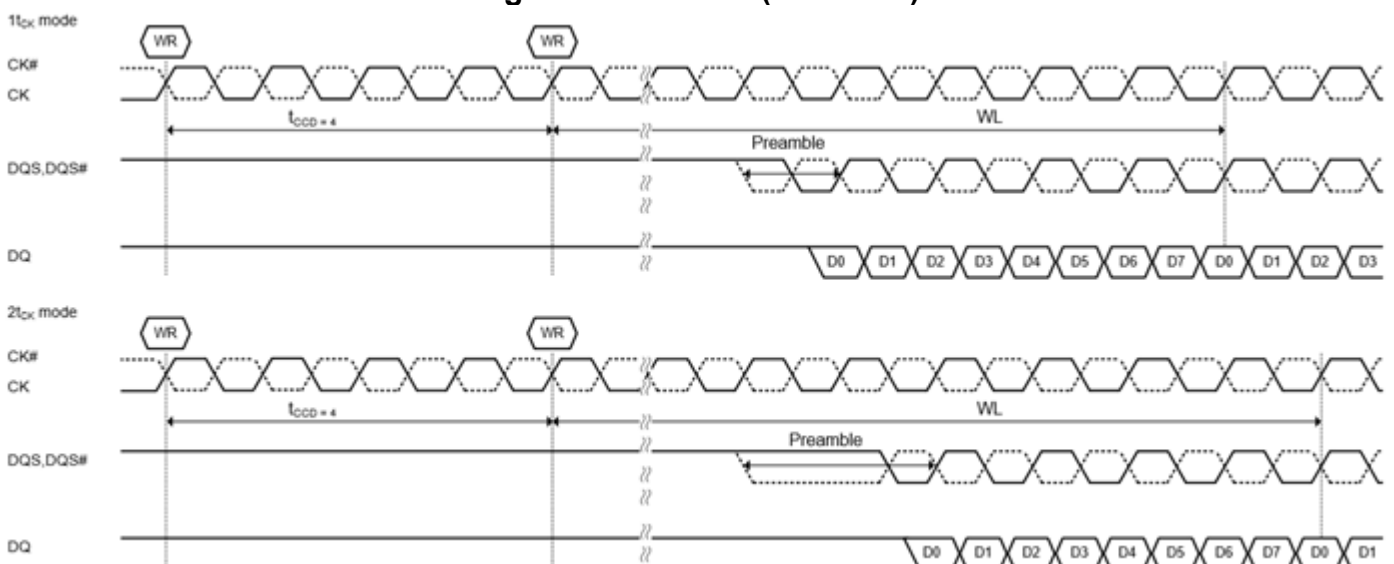 1tCK mode
WR WR
CK#
CK
tCCD = 4 WL
Preamble
DQS,DQS#
DQ D0 D1 D2 D3 D4 D5 D6 D7 D0 D1 D2 D3
2tCK mode
WR WR
CK#
CK
tCCD = 4 WL
Preamble
DQS,DQS#
DQ D0 D1 D2 D3 D4 D5 D6 D7 D0 D1